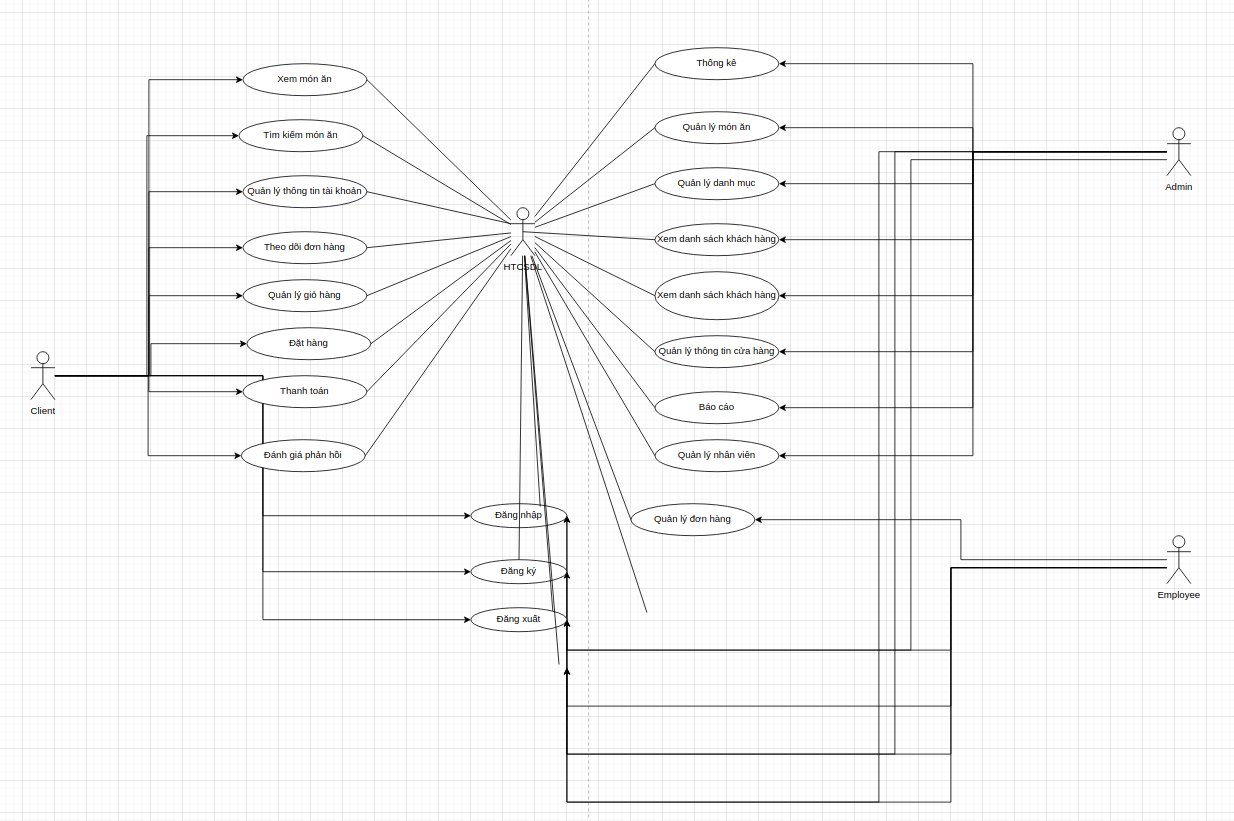 Xem món ăn
Tìm kiếm món ăn
Quản lý thông tin tài khoản
Theo dõi đơn hàng
Quản lý giỏ hàng
Đặt hàng
Thanh toán
Đánh giá phản hồi
Client
HTCSDL
Đăng nhập
Đăng ký
Đăng xuất
Thống kê
Quản lý món ăn
Quản lý danh mục
Xem danh sách khách hàng
Xem danh sách khách hàng
Quản lý thông tin cửa hàng
Báo cáo
Quản lý nhân viên
Quản lý đơn hàng
Admin
Employee